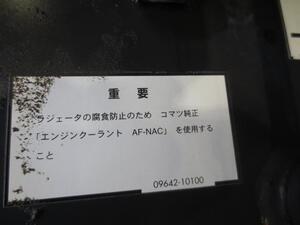 重要
ラジェータの腐食防止のため コマツ純正
「エンジンクーラント AF-NAC」 を使用する
こと
09642-10100